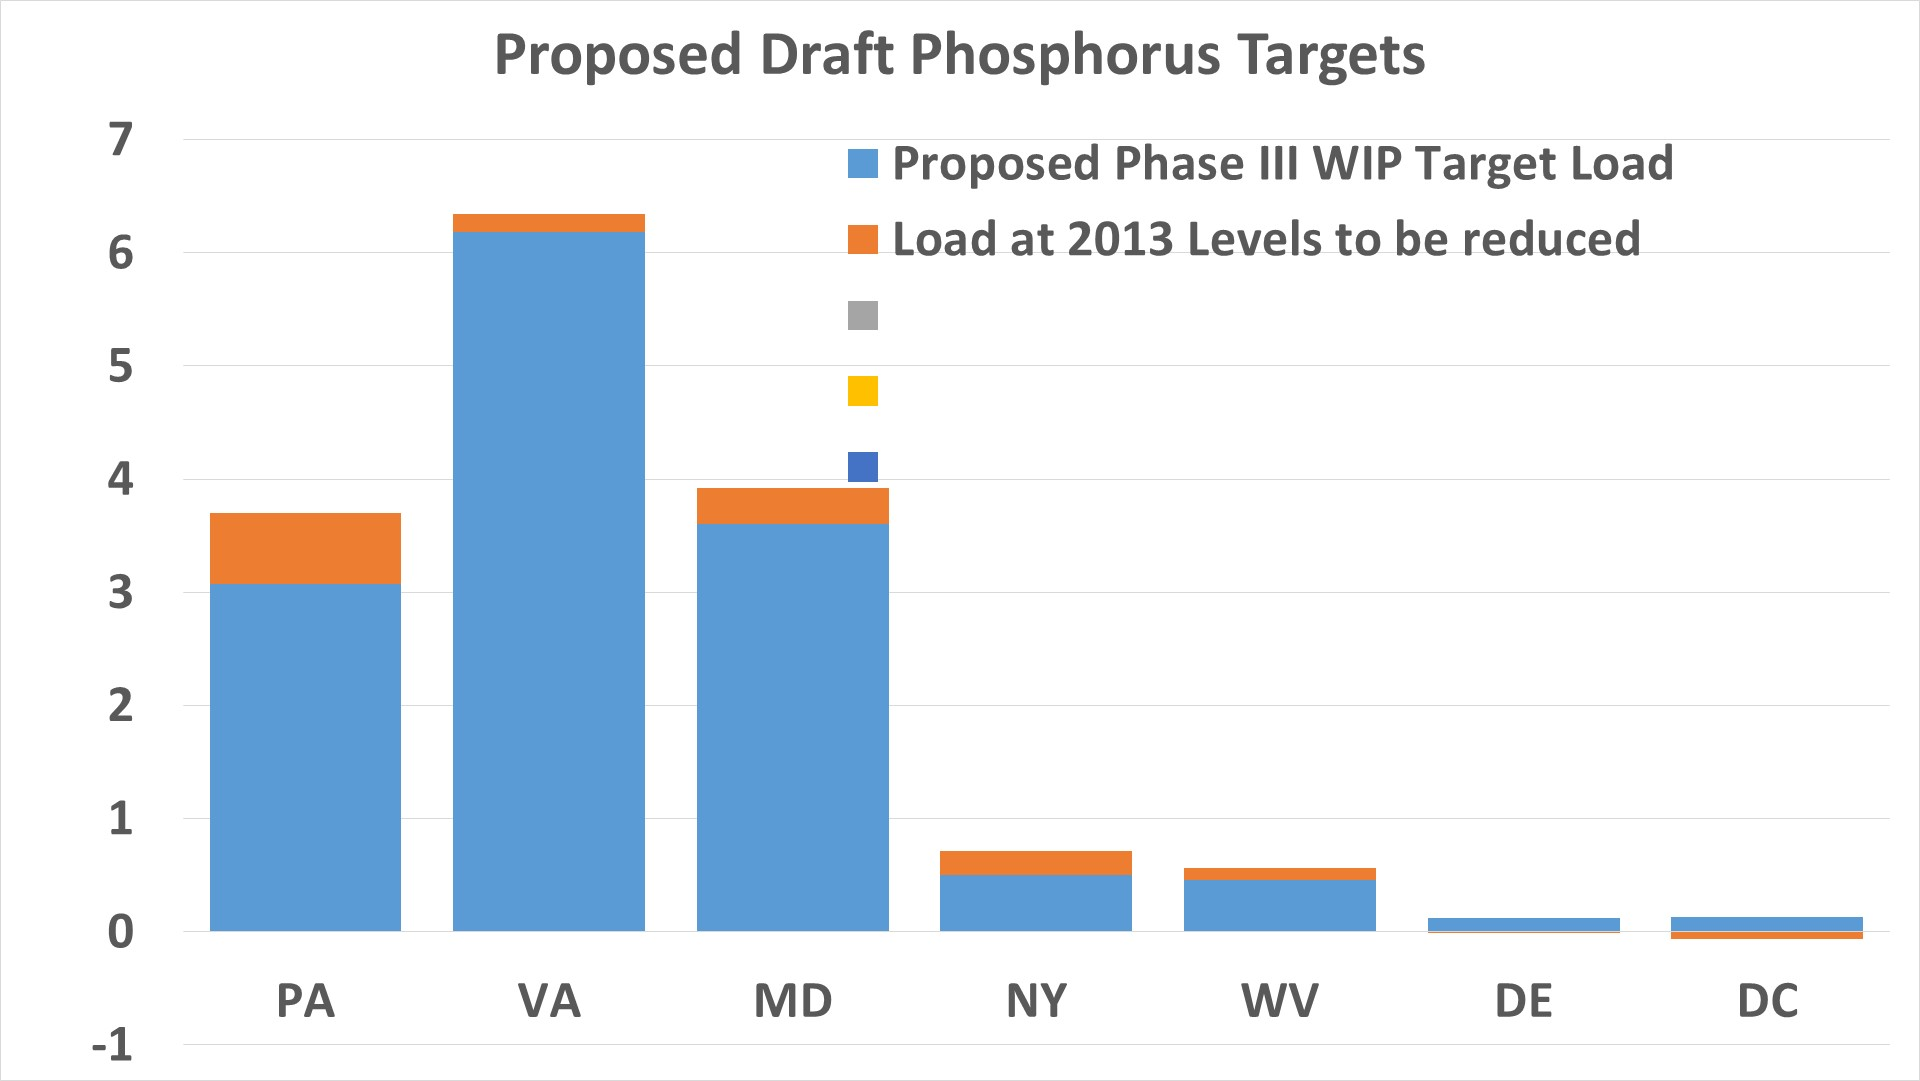 Proposed Draft Phosphorus Targets
7
Proposed Phase III WIP Target Load
6
Load at 2013 Levels to be reduced
5
4
3
2
1
0
PA VA MD NY WV DE DC
-1